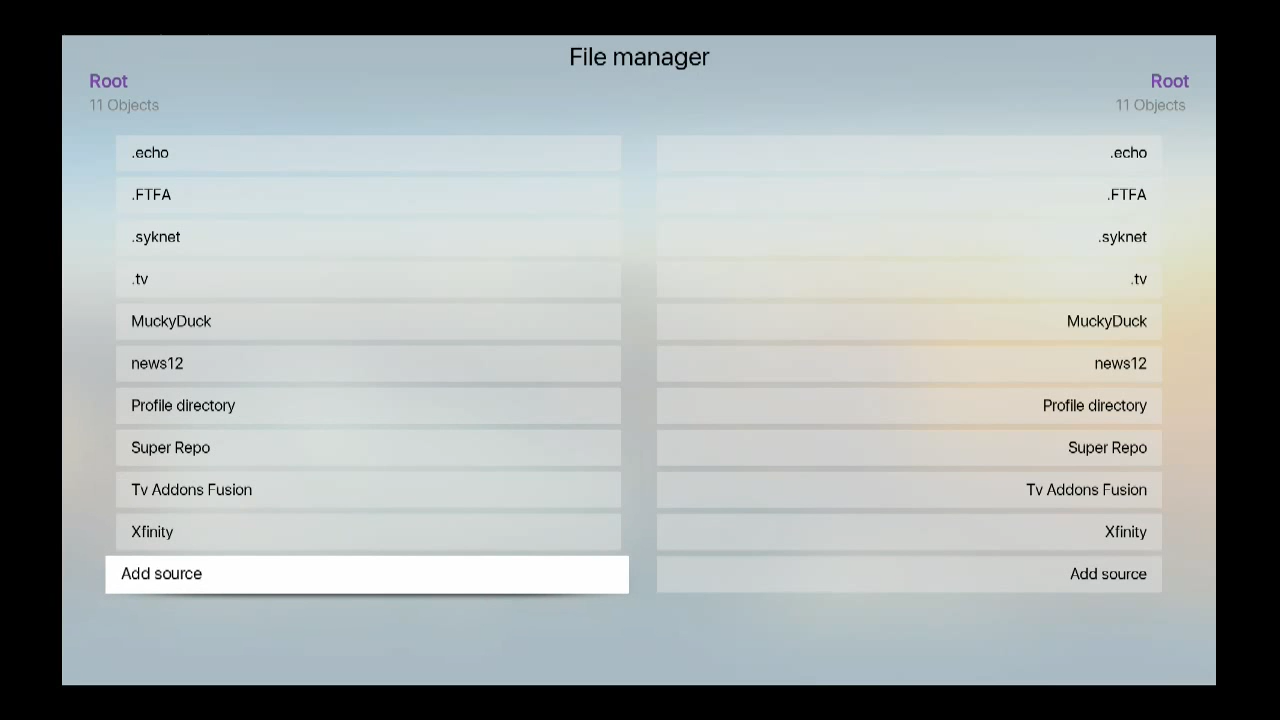 File manager
Root
11 Objects
.echo
.FTFA
.syknet
.tv
MuckyDuck
news12
Profile directory
Super Repo
Tv Addons Fusion
Xfinity
Add source
Root
11 Objects
.echo
.FTFA
.syknet
.tv
MuckyDuck
news12
Profile directory
Super Repo
Tv Addons Fusion
Xfinity
Add source